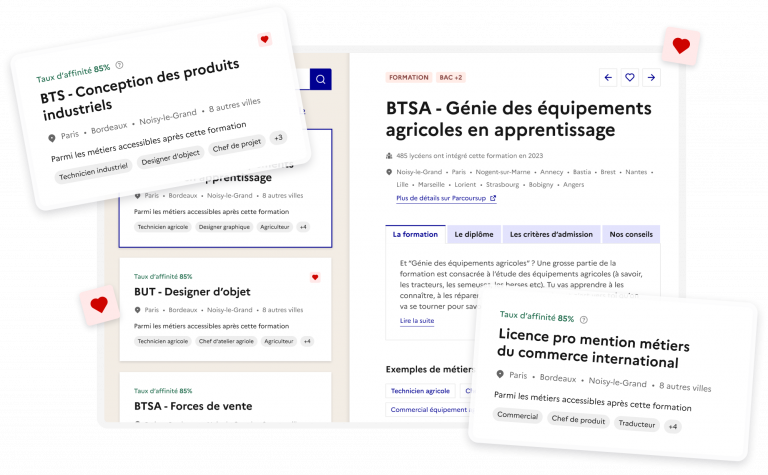 Taux d'affinité 85%
BTS - Conception des produits
industriels
Paris • Bordeaux • Noisy-le-Grand • 8 autres villes
Parmi les métiers accessibles après cette formation
Technicien industriel
Designer d'object
Chef de projet
+3
apprentissage
Paris • Bordeaux • Noisy-le-Grand • 8 autres villes
Parmi les métiers accessibles après cette formation
Technicien agricole
Designer graphique
Agriculteur
+4
Taux d'affinité 85%
BUT - Designer d'objet
Paris • Bordeaux • Noisy-le-Grand • 8 autres villes
Parmi les métiers accessibles après cette formation
Technicien agricole
Chef d'atelier agriole
Agriculteur
+4
Taux d'affinité 85%
BTSA - Forces de vente
FORMATION
BAC +2
BTSA - Génie des équipements
agricoles en apprentissage
485 lycéens ont intégré cette formation en 2023
Noisy-le-Grand • Paris • Nogent-sur-Marne • Annecy • Bastia • Brest • Nantes •
Lille • Marseille • Lorient • Strasbourg • Bobigny • Angers
Plus de détails sur Parcoursup
La formation
Le diplôme
Les critères d'admission
Nos conseils
Et "Génie des équipements agricoles" ? Une grosse partie de la
formation est consacrée à l'étude des équipements agricoles (à savoir,
les tracteurs, les semeuses, les herses etc). Tu vas apprendre à les
connaître, à les réparer
va se tourner pour
Lire la suite
Exemples de métier
Technicien agricole
Commercial équipement
Taux d'affinité 85%
Licence pro mention métiers
du commerce international
Paris • Bordeaux • Noisy-le-Grand • 8 autres villes
Parmi les métiers accessibles après cette formation
Commercial
Chef de produit
Traducteur
+4